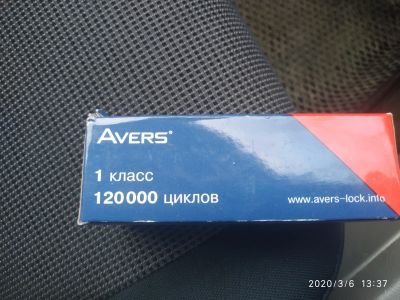 AVERS®
1 класс
120000 циклов
www.avers-lock.info
2020/3/6 13:37